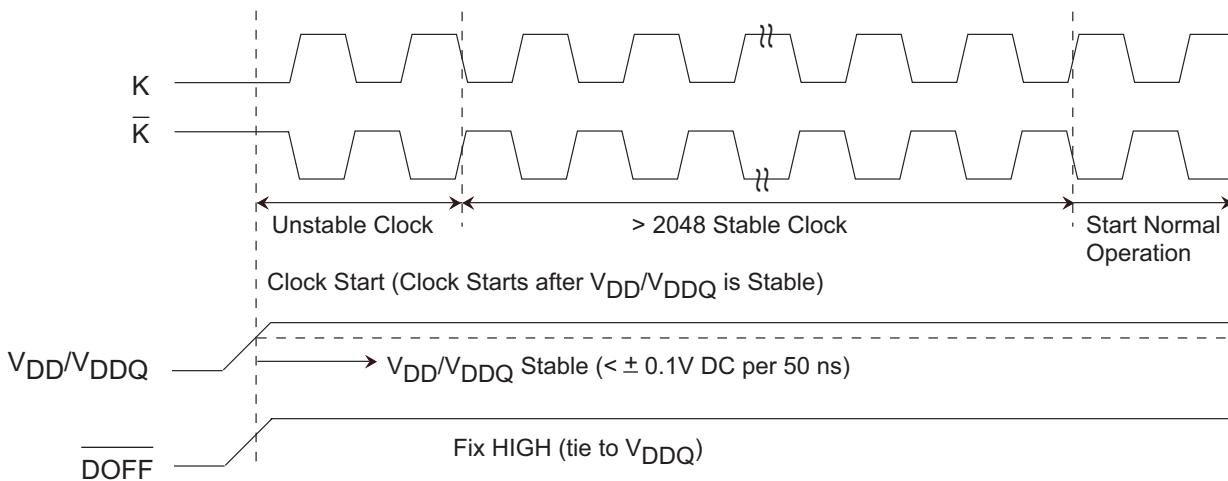 K
K̅
Unstable Clock
> 2048 Stable Clock
Start Normal
Operation
Clock Start (Clock Starts after VDD/VDDQ is Stable)
VDD/VDDQ
VDD/VDDQ Stable (< ± 0.1V DC per 50 ns)
Fix HIGH (tie to VDDQ)
D̅O̅F̅F̅